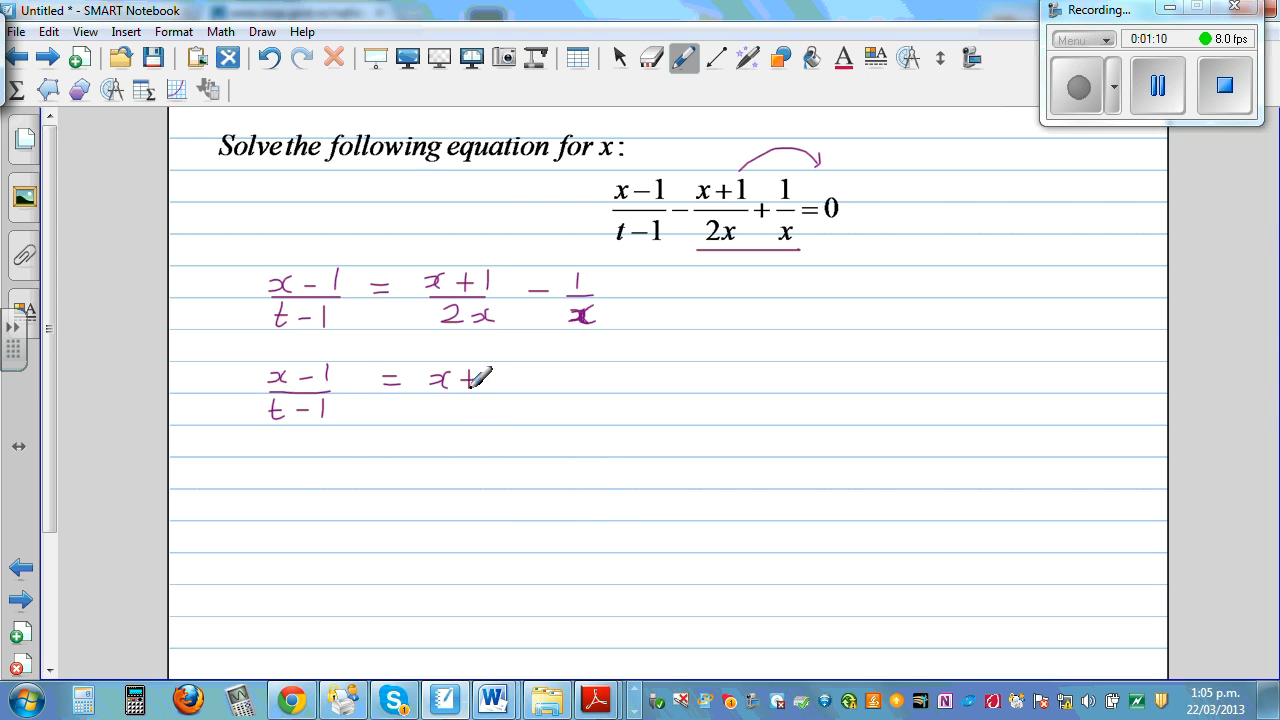 Untitled * - SMART Notebook
Recording...
File Edit View Insert Format Math Draw Help
Menu 0:01:10 8.0 fps
Solve the following equation for x:
x-1/t-1 - x+1/2x + 1/x = 0
x-1/t-1 = x+1/2x - 1/x
x-1/t-1 = x+
1:05 p.m.
22/03/2013